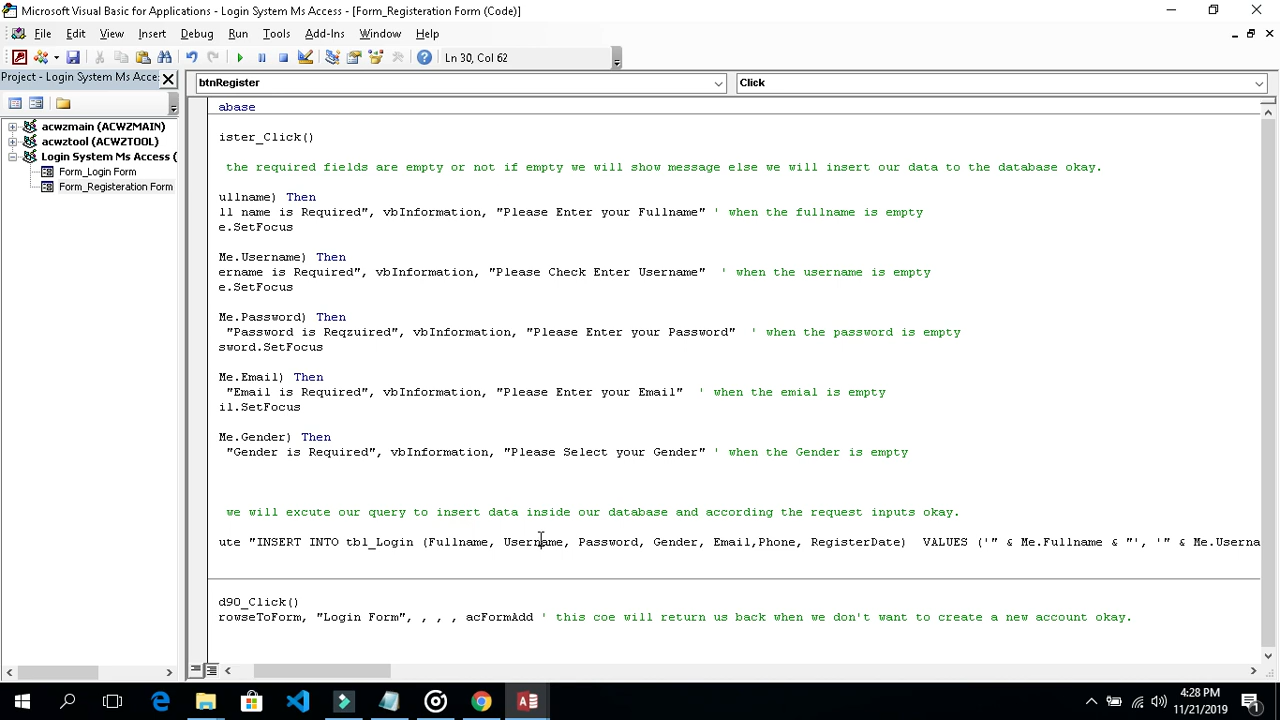 Microsoft Visual Basic for Applications - Login System Ms Access - [Form_Registeration Form (Code)]
File Edit View Insert Debug Run Tools Add-Ins Window Help
Ln 30, Col 62
Project - Login System Ms Acce
btnRegister
Click
acwzmain (ACWZMAIN)
acwztool (ACWZTOOL)
Login System Ms Access (
Form_Login Form
Form_Registeration Form
abase
ister_Click()
the required fields are empty or not if empty we will show message else we will insert our data to the database okay.
ullname) Then
ll name is Required", vbInformation, "Please Enter your Fullname" ' when the fullname is empty
e.SetFocus
Me.Username) Then
ername is Required", vbInformation, "Please Check Enter Username" ' when the username is empty
e.SetFocus
Me.Password) Then
"Password is Reqzuired", vbInformation, "Please Enter your Password" ' when the password is empty
sword.SetFocus
Me.Email) Then
"Email is Required", vbInformation, "Please Enter your Email" ' when the emial is empty
il.SetFocus
Me.Gender) Then
"Gender is Required", vbInformation, "Please Select your Gender" ' when the Gender is empty
we will excute our query to insert data inside our database and according the request inputs okay.
ute "INSERT INTO tbl_Login (Fullname, Username, Password, Gender, Email,Phone, RegisterDate) VALUES ('" & Me.Fullname & "', '" & Me.Userna
d90_Click()
rowseToForm, "Login Form", , , , acFormAdd ' this coe will return us back when we don't want to create a new account okay.
4:28 PM
11/21/2019
1